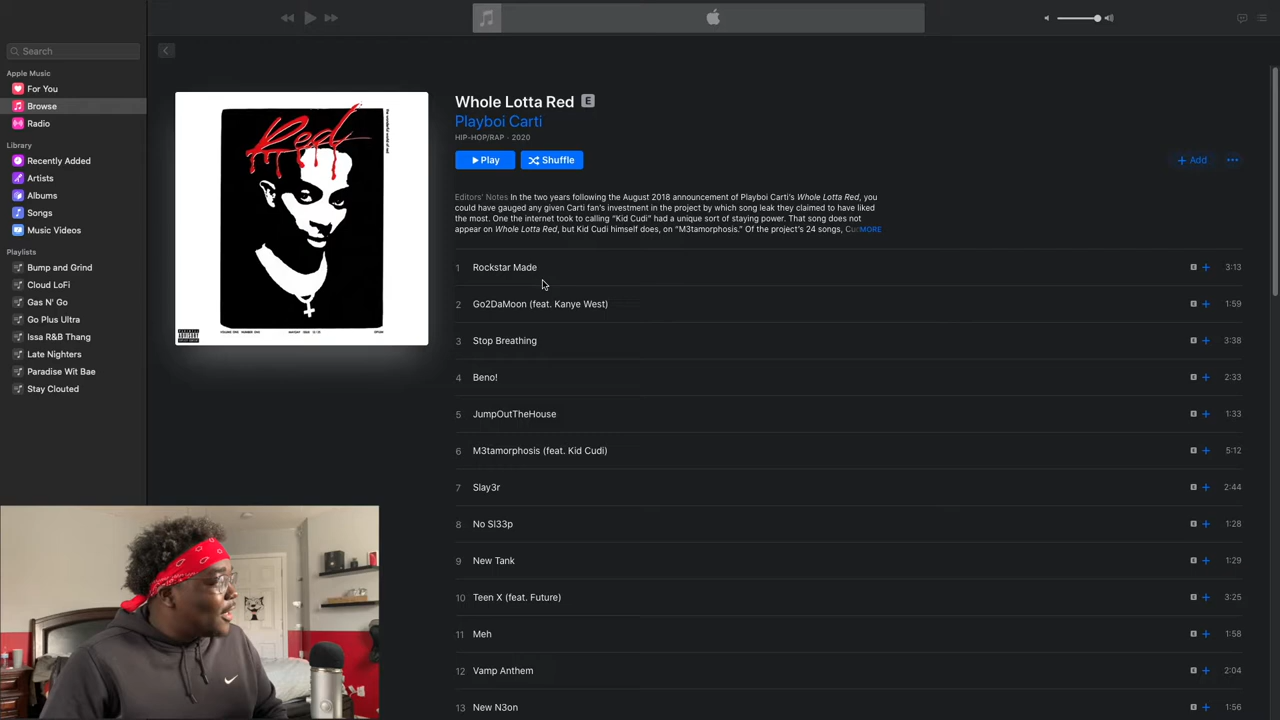 Search
Apple Music
For You
Browse
Radio
Library
Recently Added
Artists
Albums
Songs
Music Videos
Playlists
Bump and Grind
Cloud LoFi
Gas N' Go
Go Plus Ultra
Issa R&B Thang
Late Nighters
Paradise Wit Bae
Stay Clouted
Red
Whole Lotta Red E
Playboi Carti
HIP-HOP/RAP · 2020
Play Shuffle
+ Add
Editors' Notes In the two years following the August 2018 announcement of Playboi Carti's Whole Lotta Red, you
could have gauged any given Carti fan's investment in the project by which song leak they claimed to have liked
the most. One the internet took to calling "Kid Cudi" had a unique sort of staying power. That song does not
appear on Whole Lotta Red, but Kid Cudi himself does, on "M3tamorphosis." Of the project's 24 songs, Cu MORE
1 Rockstar Made E + 3:13
2 Go2DaMoon (feat. Kanye West) E + 1:59
3 Stop Breathing E + 3:38
4 Beno! E + 2:33
5 JumpOutTheHouse E + 1:33
6 M3tamorphosis (feat. Kid Cudi) E + 5:12
7 Slay3r E + 2:44
8 No Sl33p E + 1:28
9 New Tank E + 1:29
10 Teen X (feat. Future) E + 3:25
11 Meh E + 1:58
12 Vamp Anthem E + 2:04
13 New N3on E + 1:56